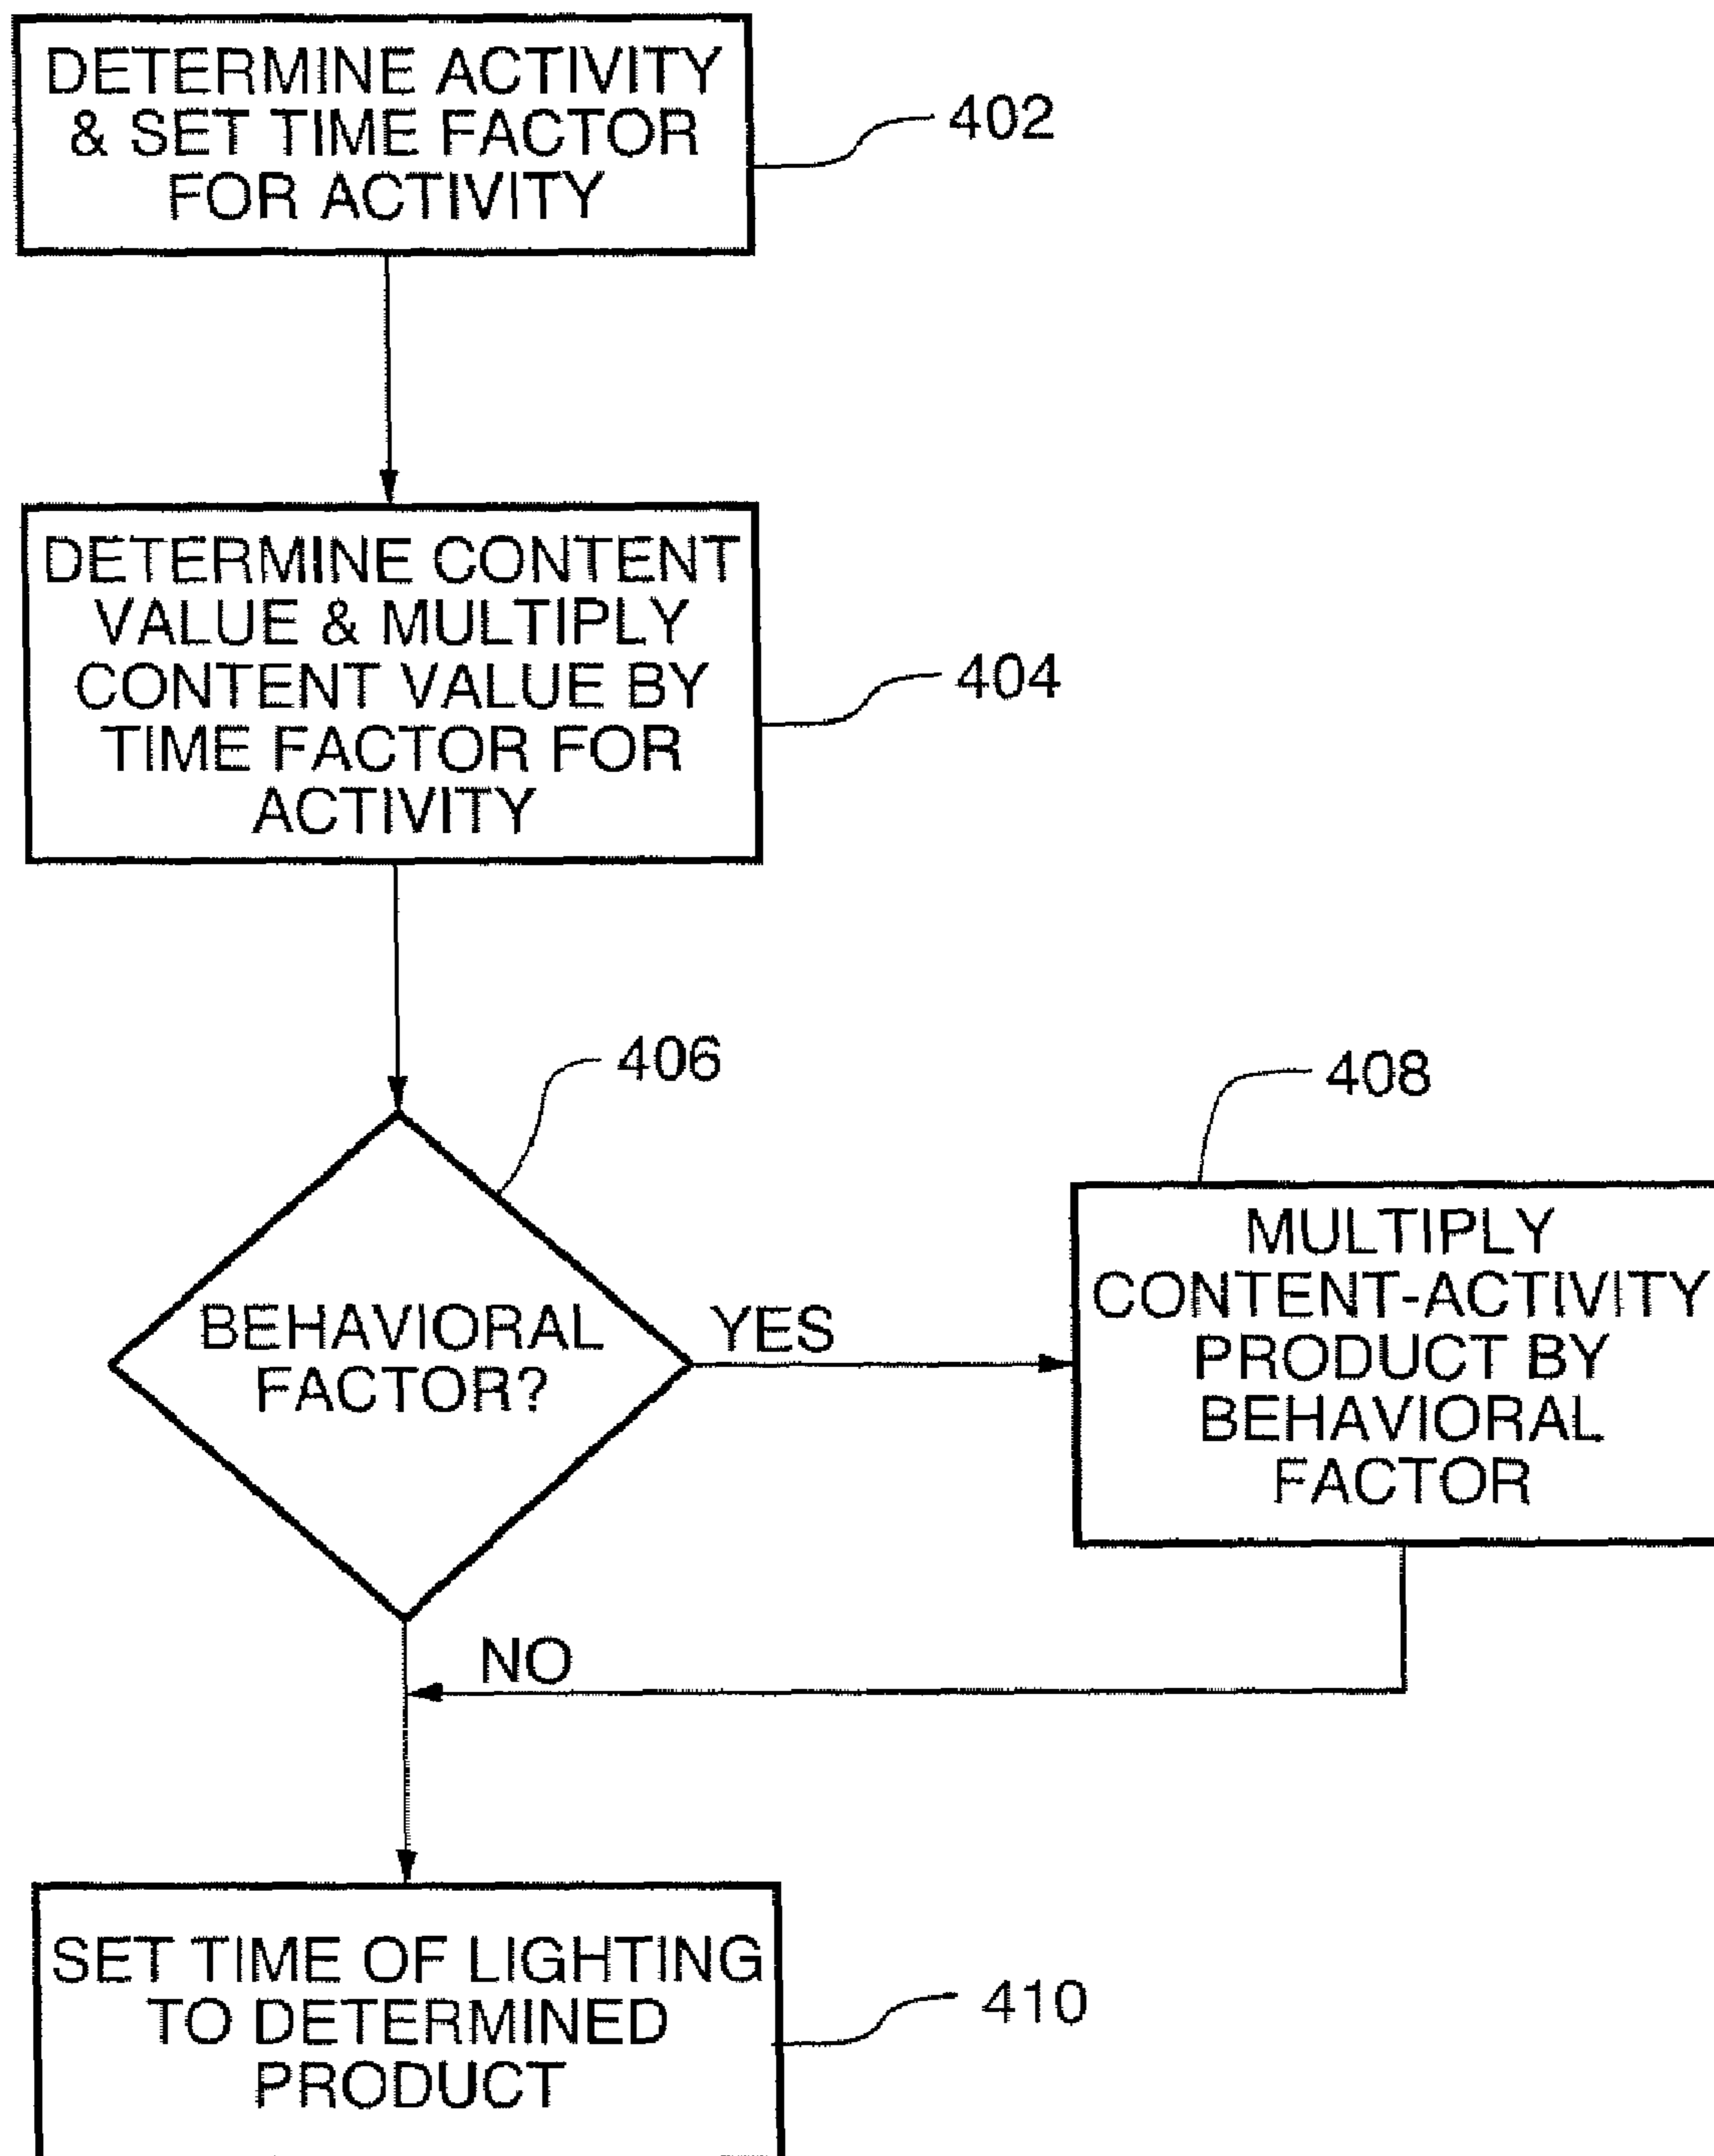 DETERMINE ACTIVITY
& SET TIME FACTOR
FOR ACTIVITY
402
DETERMINE CONTENT
VALUE & MULTIPLY
CONTENT VALUE BY
TIME FACTOR FOR
ACTIVITY
404
406
BEHAVIORAL
FACTOR?
YES
408
MULTIPLY
CONTENT-ACTIVITY
PRODUCT BY
BEHAVIORAL
FACTOR
NO
SET TIME OF LIGHTING
TO DETERMINED
PRODUCT
410